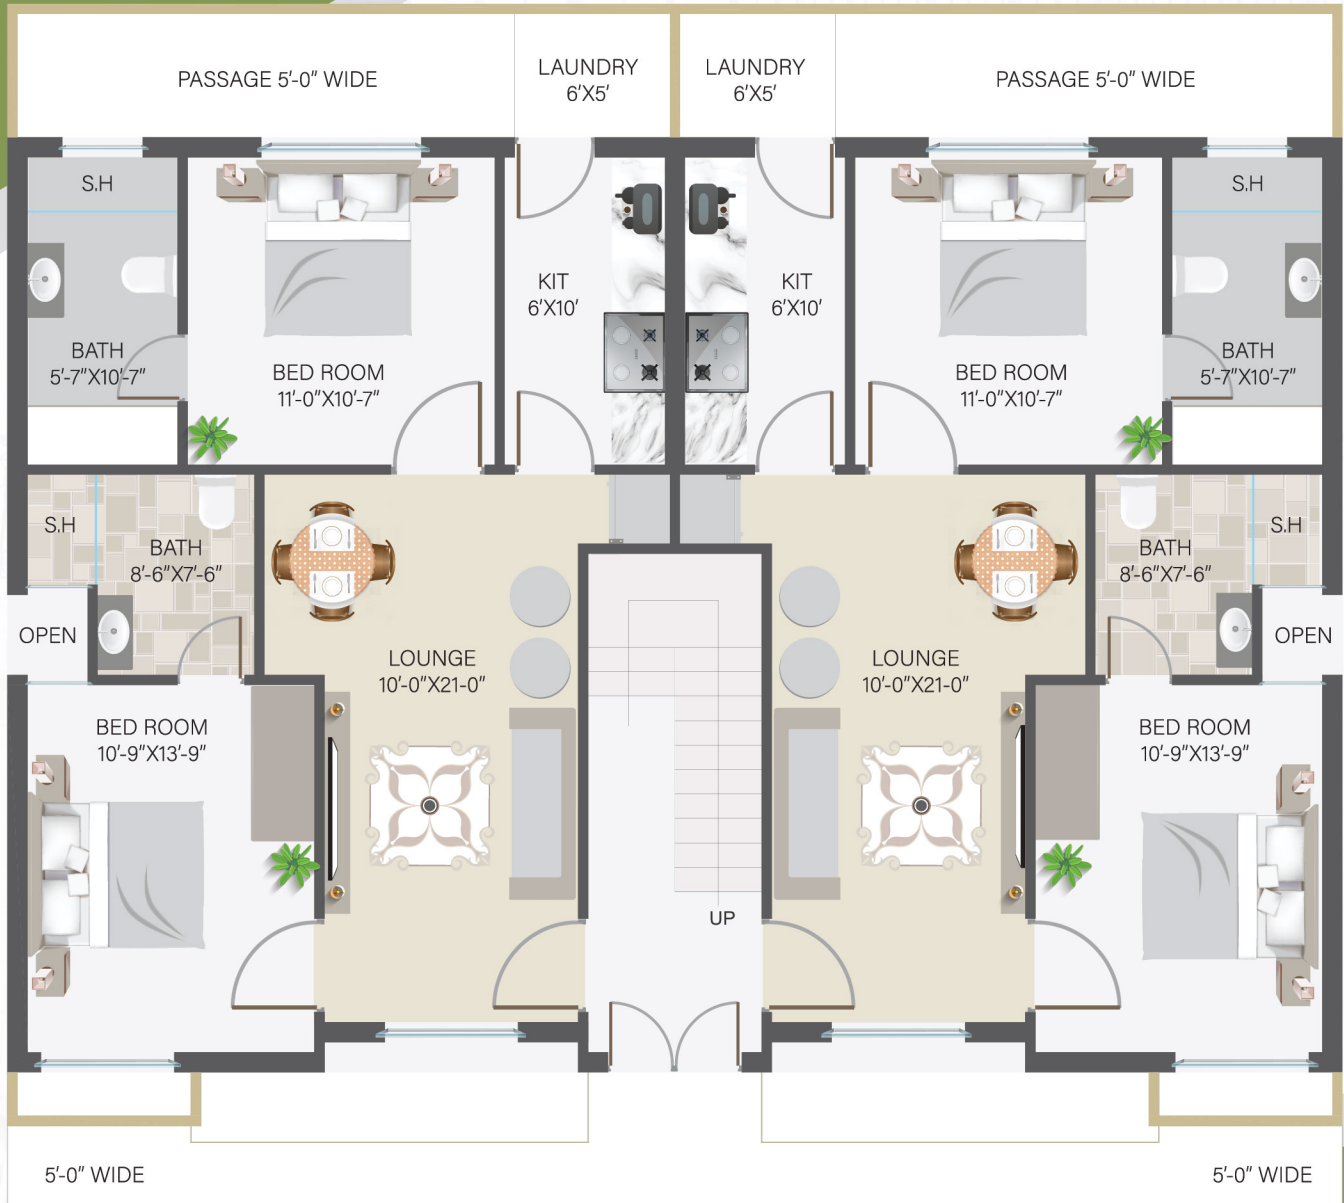 PASSAGE 5'-0" WIDE
LAUNDRY
6'X5'
LAUNDRY
6'X5'
PASSAGE 5'-0" WIDE
S.H
S.H
KIT
6'X10'
KIT
6'X10'
BATH
5'-7"X10'-7"
BED ROOM
11'-0"X10'-7"
BED ROOM
11'-0"X10'-7"
BATH
5'-7"X10'-7"
S.H
BATH
8'-6"X7'-6"
BATH
8'-6"X7'-6"
S.H
OPEN
OPEN
LOUNGE
10'-0"X21-0"
LOUNGE
10'-0"X21-0"
BED ROOM
10'-9"X13'-9"
BED ROOM
10'-9"X13'-9"
UP
5'-0" WIDE
5'-0" WIDE